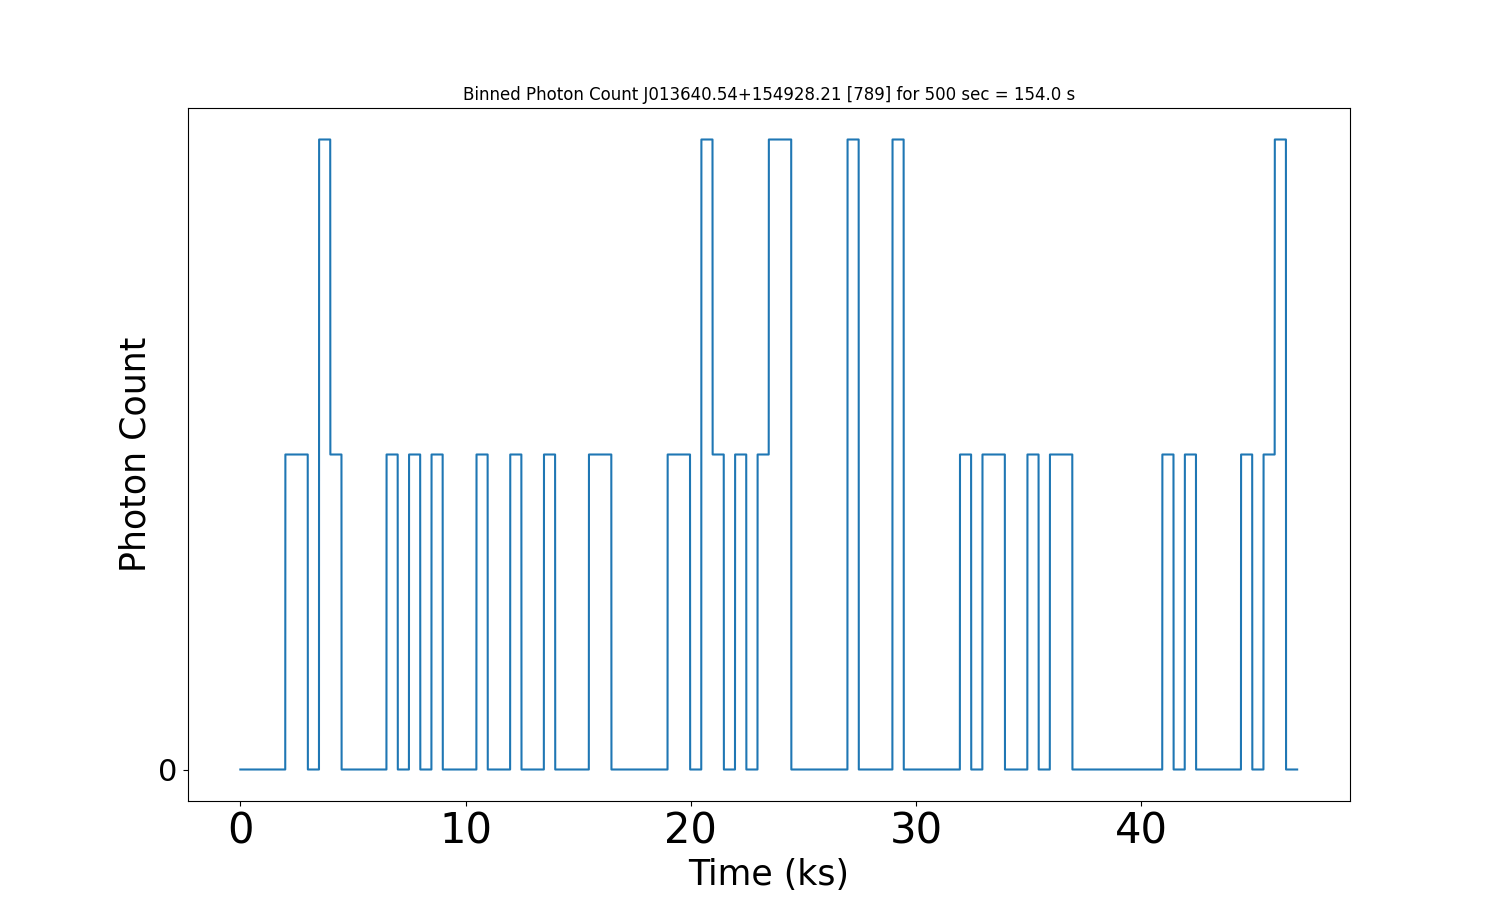 Binned Photon Count J013640.54+154928.21 [789] for 500 sec = 154.0 s
Photon Count
0
0 10 20 30 40
Time (ks)